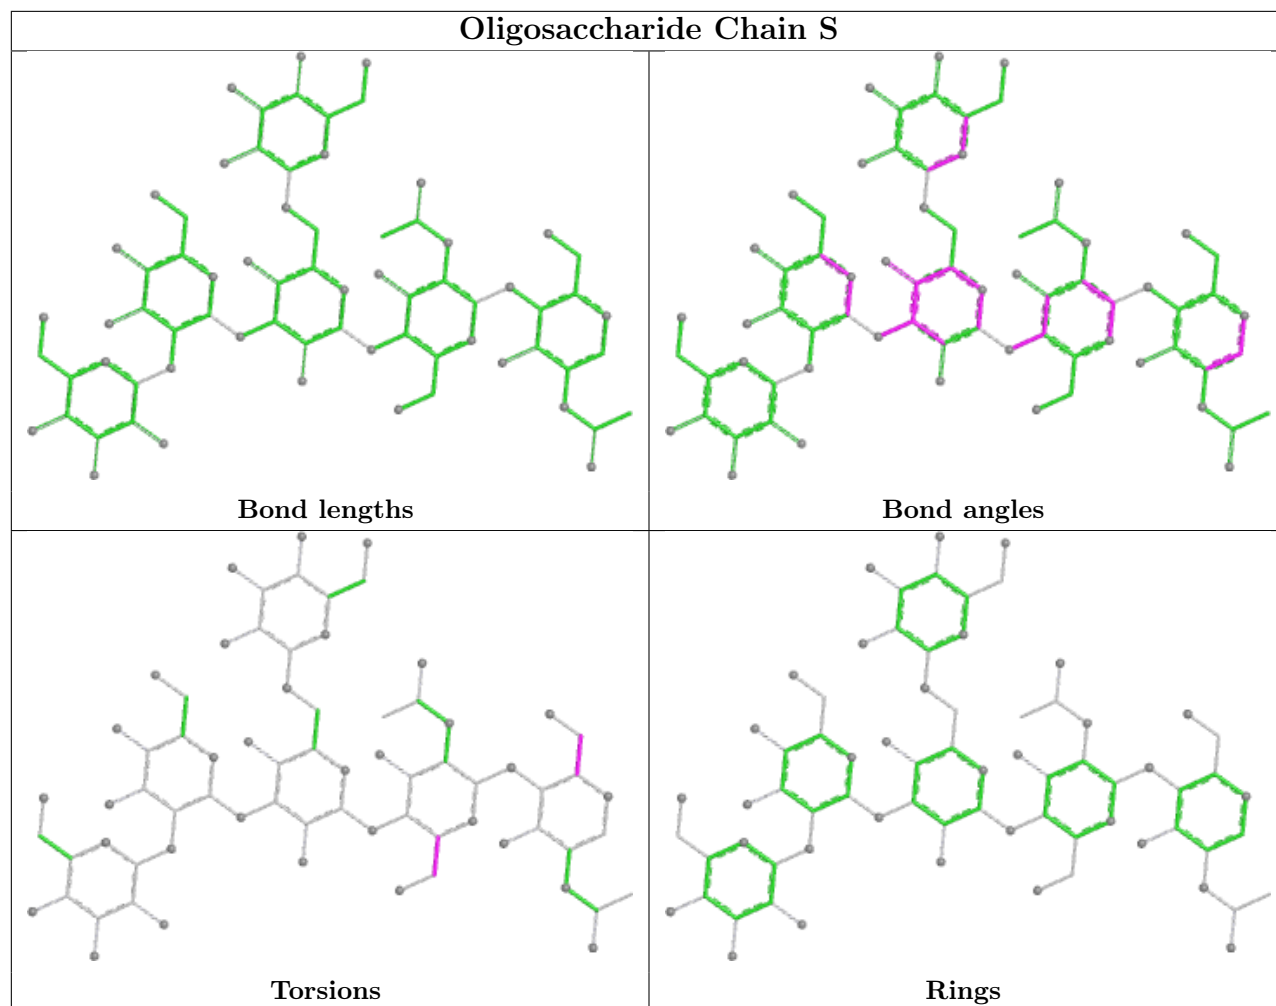 Oligosaccharide Chain S
Bond lengths
Bond angles
Torsions
Rings